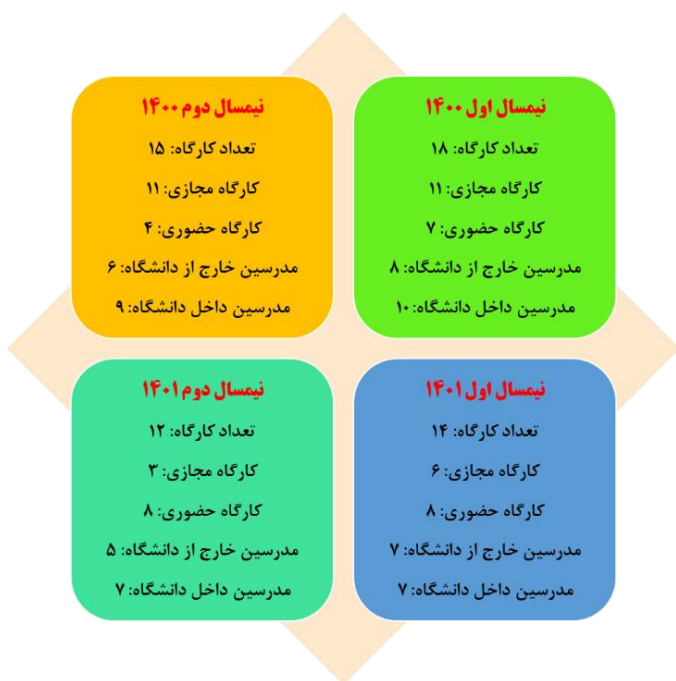 نیمسال اول ۱۴۰۰
تعداد کارگاه: ۱۸
کارگاه مجازی: ۱۱
کارگاه حضوری: ۷
مدرسین خارج از دانشگاه: ۸
مدرسین داخل دانشگاه: ۱۰
نیمسال دوم ۱۴۰۰
تعداد کارگاه: ۱۵
کارگاه مجازی: ۱۱
کارگاه حضوری: ۴
مدرسین خارج از دانشگاه: ۶
مدرسین داخل دانشگاه: ۹
نیمسال اول ۱۴۰۱
تعداد کارگاه: ۱۴
کارگاه مجازی: ۶
کارگاه حضوری: ۸
مدرسین خارج از دانشگاه: ۷
مدرسین داخل دانشگاه: ۷
نیمسال دوم ۱۴۰۱
تعداد کارگاه: ۱۲
کارگاه مجازی: ۳
کارگاه حضوری: ۸
مدرسین خارج از دانشگاه: ۵
مدرسین داخل دانشگاه: ۷